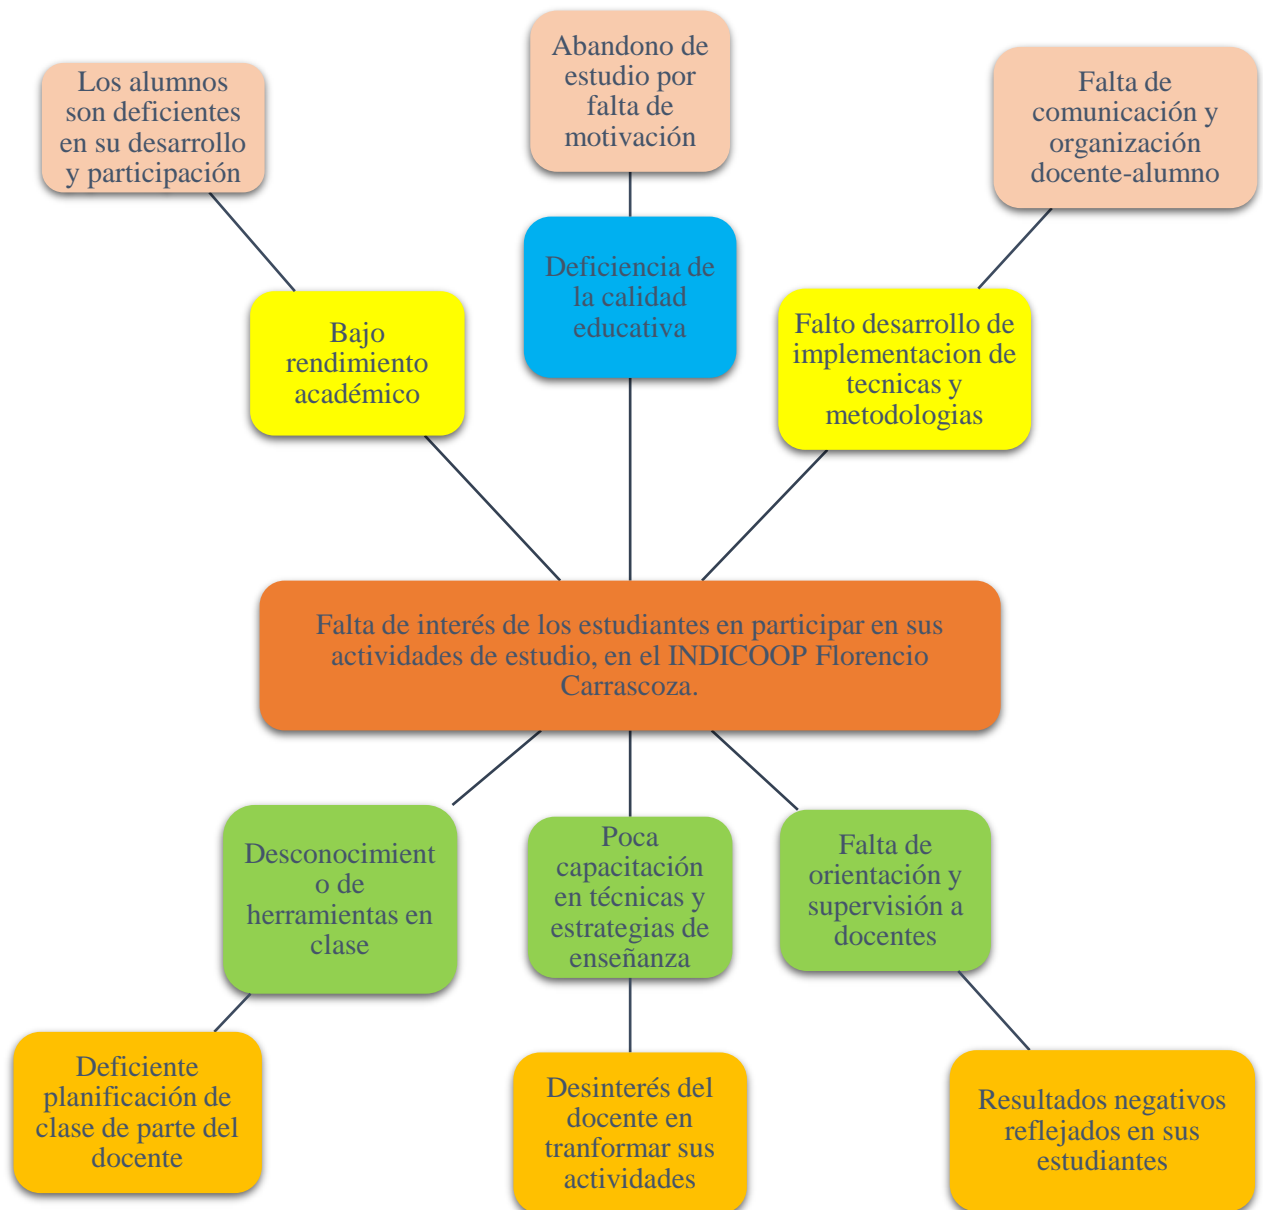 Los alumnos
son deficientes
en su desarrollo
y participación
Abandono de
estudio por
falta de
motivación
Falta de
comunicación y
organización
docente-alumno
Bajo
rendimiento
académico
Deficiencia de
la calidad
educativa
Falto desarrollo de
implementacion de
tecnicas y
metodologias
Falta de interés de los estudiantes en participar en sus
actividades de estudio, en el INDICOOP Florencio
Carrascoza.
Desconocimient
o de
herramientas en
clase
Poca
capacitación
en técnicas y
estrategias de
enseñanza
Falta de
orientación y
supervisión a
docentes
Deficiente
planificación de
clase de parte del
docente
Desinterés del
docente en
tranformar sus
actividades
Resultados negativos
reflejados en sus
estudiantes